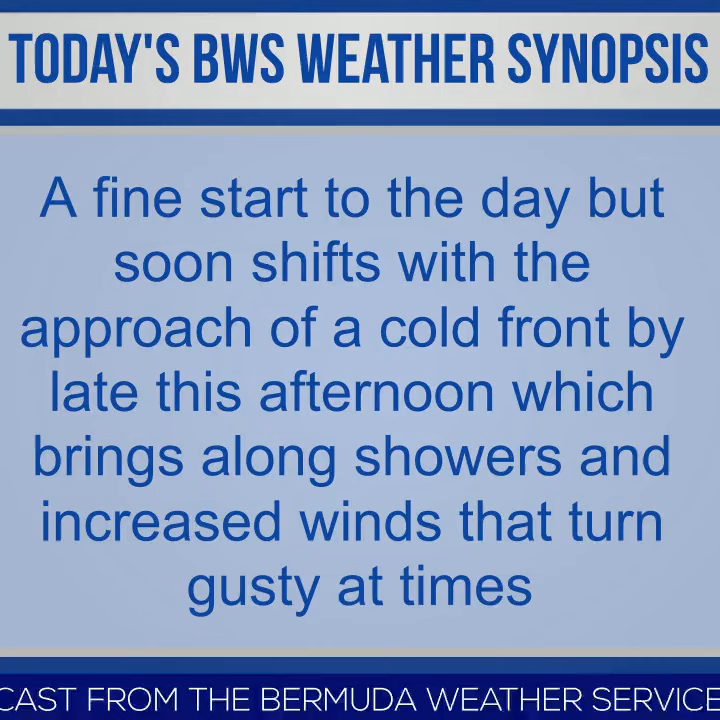 TODAY'S BWS WEATHER SYNOPSIS
A fine start to the day but
soon shifts with the
approach of a cold front by
late this afternoon which
brings along showers and
increased winds that turn
gusty at times
CAST FROM THE BERMUDA WEATHER SERVICE